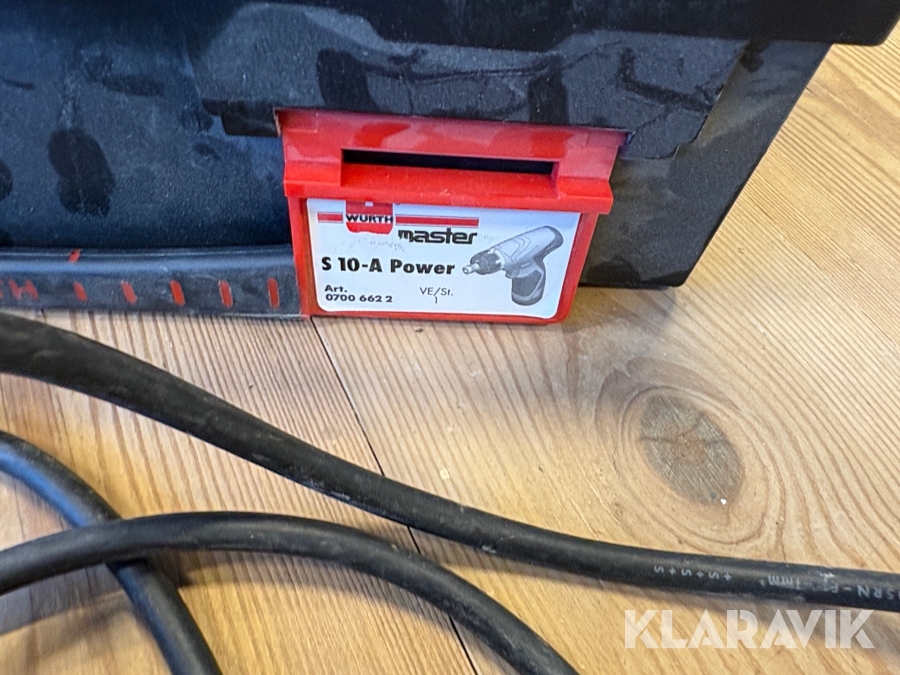 WÜRTH
master
S 10-A Power
Art. VE/St.
0700 662 2 1
KLARAVIK